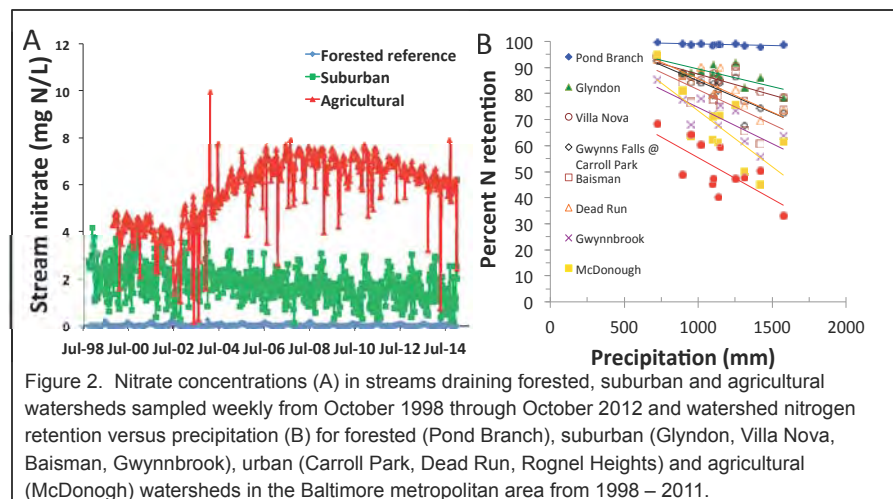 A
Stream nitrate (mg N/L)
12
10
8
6
4
2
0
Forested reference
Suburban
Agricultural
Jul-98 Jul-00 Jul-02 Jul-04 Jul-06 Jul-08 Jul-10 Jul-12 Jul-14
B
Percent N retention
100
90
80
70
60
50
40
30
20
10
0
Pond Branch
Glyndon
Villa Nova
Gwynns Falls @
Carroll Park
Baisman
Dead Run
Gwynnbrook
McDonough
0 500 1000 1500 2000
Precipitation (mm)
Figure 2. Nitrate concentrations (A) in streams draining forested, suburban and agricultural
watersheds sampled weekly from October 1998 through October 2012 and watershed nitrogen
retention versus precipitation (B) for forested (Pond Branch), suburban (Glyndon, Villa Nova,
Baisman, Gwynnbrook), urban (Carroll Park, Dead Run, Rognel Heights) and agricultural
(McDonogh) watersheds in the Baltimore metropolitan area from 1998 – 2011.